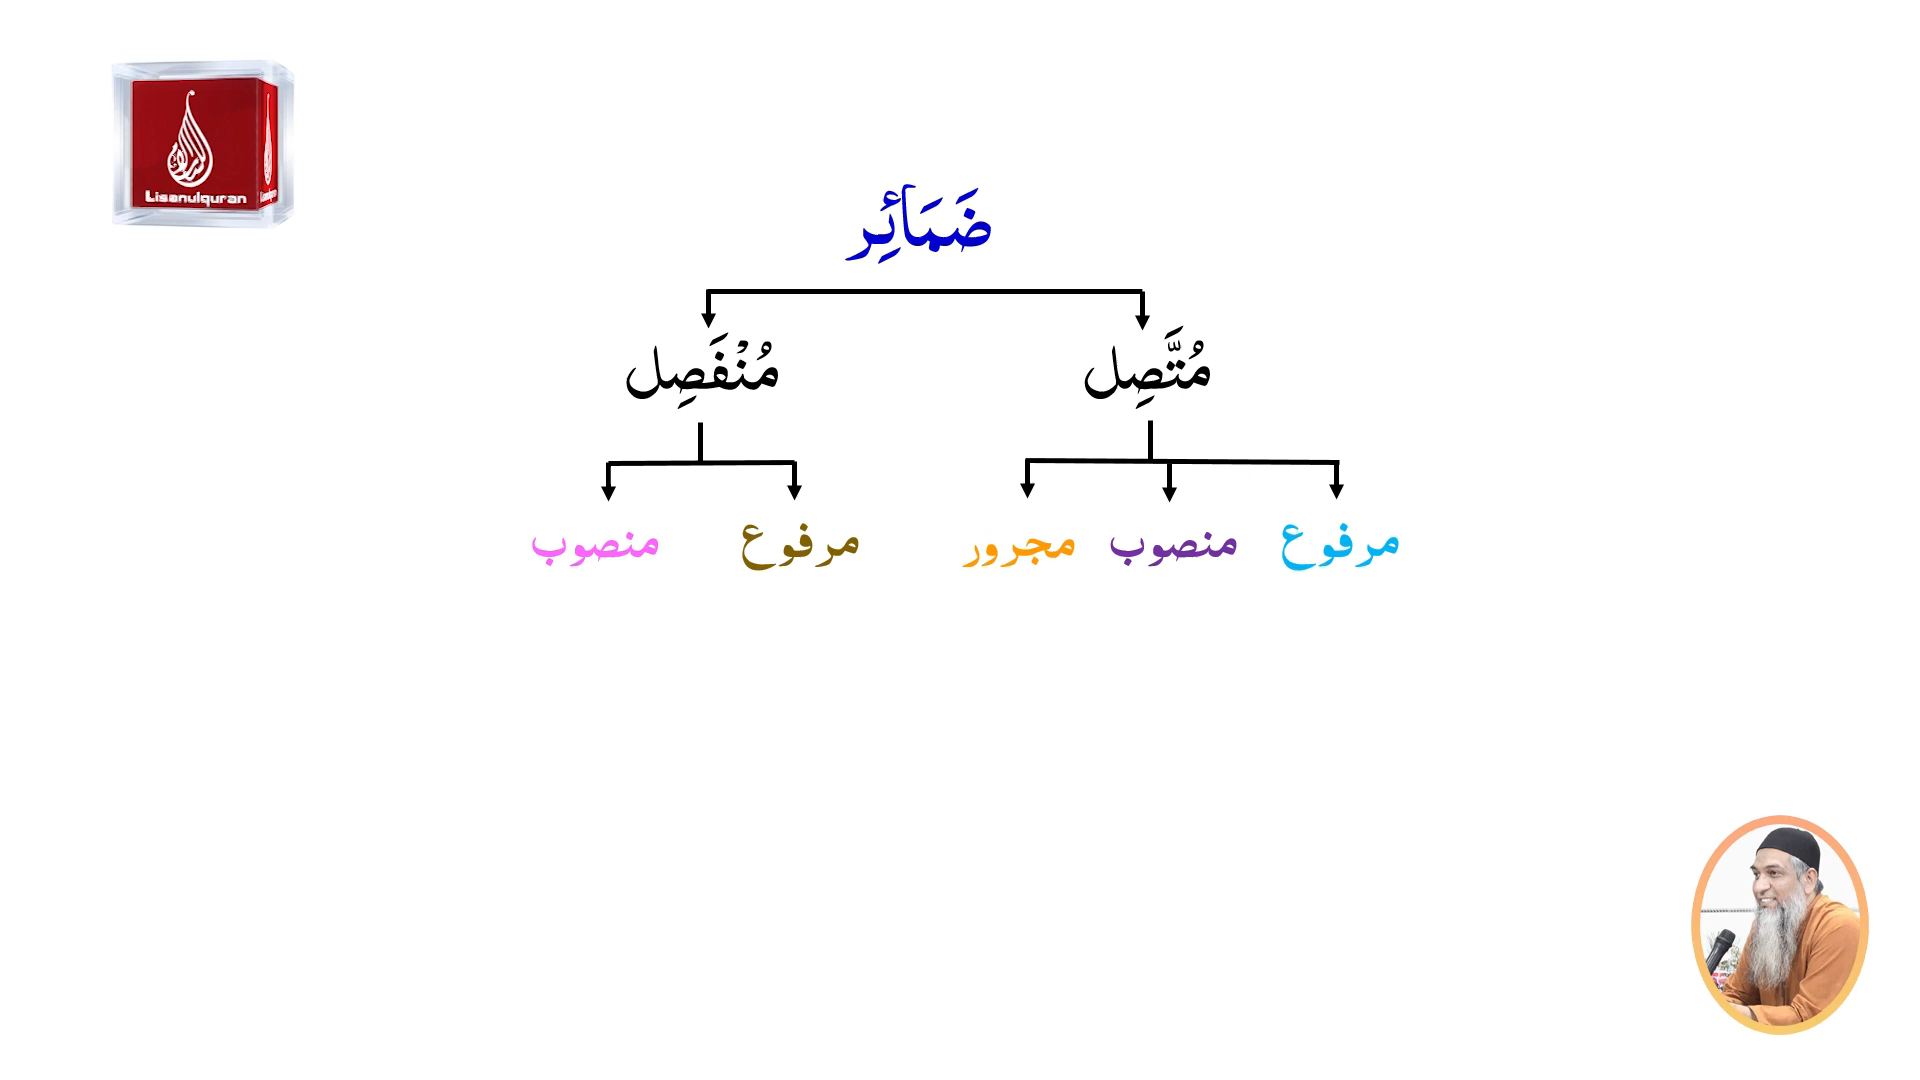 Lisanulquran
ضَمَائِر
مُتَّصِل مُنْفَصِل
مرفوع منصوب مجرور مرفوع منصوب